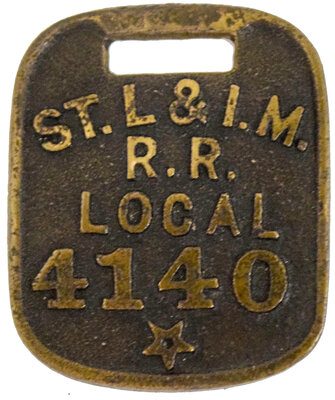 ST. L & I. M.
R. R.
LOCAL
4140